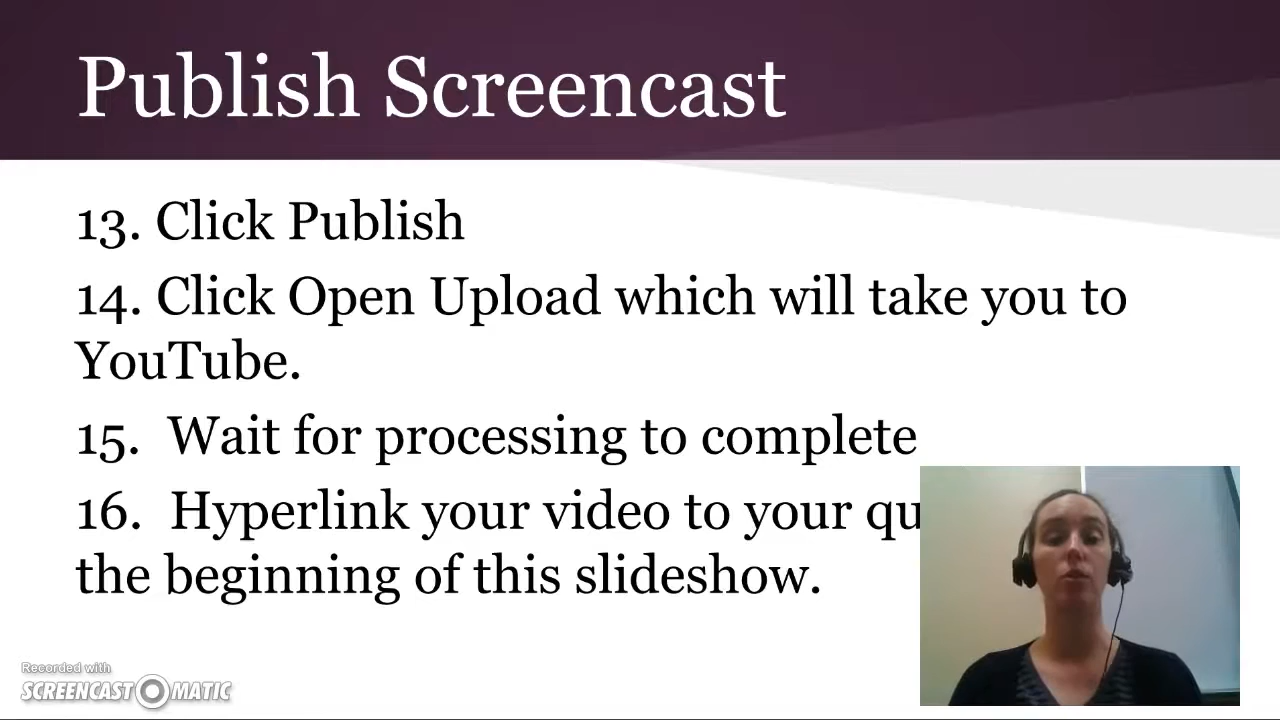 Publish Screencast
13. Click Publish
14. Click Open Upload which will take you to
YouTube.
15. Wait for processing to complete
16. Hyperlink your video to your
the beginning of this slideshow.
Recorded with
SCREENCAST MATIC